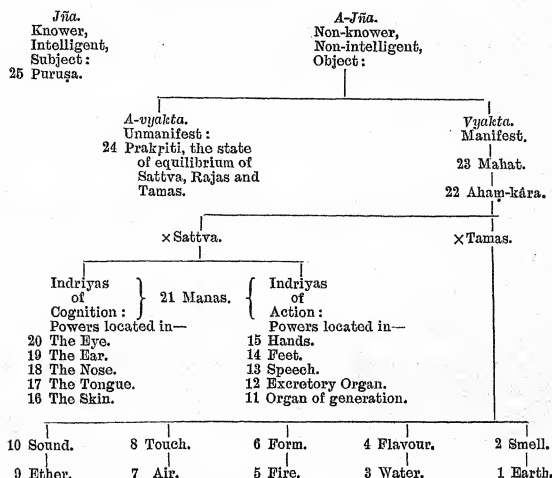 Jña.
Knower,
Intelligent,
Subject:
25 Puruṣa.
A-Jña.
Non-knower,
Non-intelligent,
Object:
A-vyakta.
Unmanifest:
24 Prakṛiti, the state
of equilibrium of
Sattva, Rajas and
Tamas.
Vyakta.
Manifest.
23 Mahat.
22 Ahaṃ-kâra.
×Sattva.
×Tamas.
Indriyas
of
Cognition:
Powers located in—
20 The Eye.
19 The Ear.
18 The Nose.
17 The Tongue.
16 The Skin.
21 Manas.
Indriyas
of
Action:
Powers located in—
15 Hands.
14 Feet.
13 Speech.
12 Excretory Organ.
11 Organ of generation.
10 Sound. 8 Touch. 6 Form. 4 Flavour. 2 Smell.
9 Ether. 7 Air. 5 Fire. 3 Water. 1 Earth.